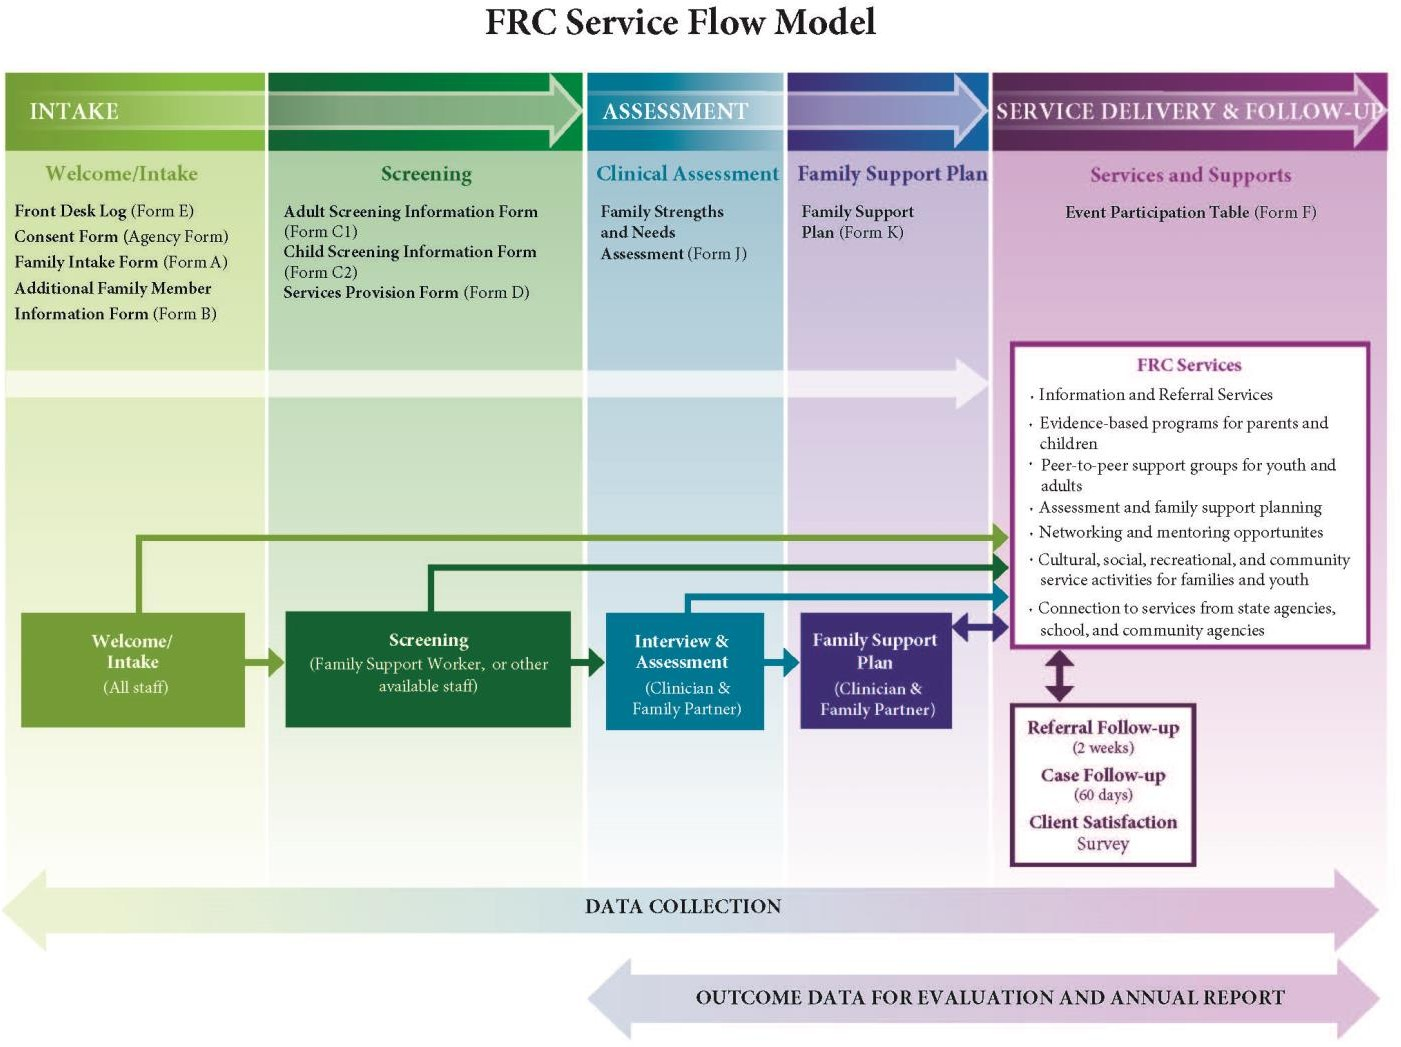 FRC Service Flow Model
INTAKE
ASSESSMENT
SERVICE DELIVERY & FOLLOW-UP
Welcome/Intake
Front Desk Log (Form E)
Consent Form (Agency Form)
Family Intake Form (Form A)
Additional Family Member
Information Form (Form B)
Screening
Adult Screening Information Form
(Form C1)
Child Screening Information Form
(Form C2)
Services Provision Form (Form D)
Clinical Assessment
Family Strengths
and Needs
Assessment (Form J)
Family Support Plan
Family Support
Plan (Form K)
Services and Supports
Event Participation Table (Form F)
FRC Services
· Information and Referral Services
· Evidence-based programs for parents and
children
· Peer-to-peer support groups for youth and
adults
· Assessment and family support planning
· Networking and mentoring opportunites
· Cultural, social, recreational, and community
service activities for families and youth
· Connection to services from state agencies,
school, and community agencies
Welcome/
Intake
(All staff)
Screening
(Family Support Worker, or other
available staff)
Interview &
Assessment
(Clinician &
Family Partner)
Family Support
Plan
(Clinician &
Family Partner)
Referral Follow-up
(2 weeks)
Case Follow-up
(60 days)
Client Satisfaction
Survey
DATA COLLECTION
OUTCOME DATA FOR EVALUATION AND ANNUAL REPORT